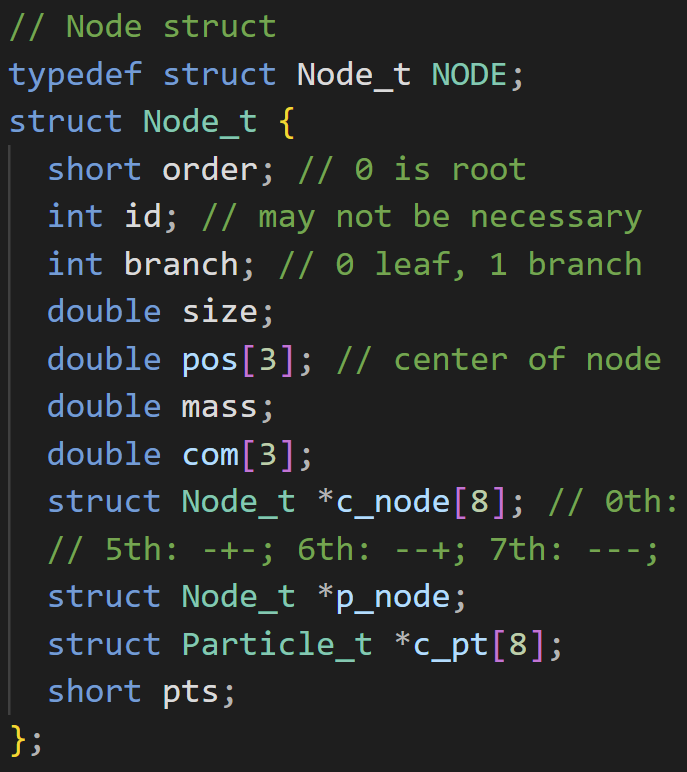 // Node struct
typedef struct Node_t NODE;
struct Node_t {
short order; // 0 is root
int id; // may not be necessary
int branch; // 0 leaf, 1 branch
double size;
double pos[3]; // center of node
double mass;
double com[3];
struct Node_t *c_node[8]; // 0th:
// 5th: -+-; 6th: --+; 7th: ---;
struct Node_t *p_node;
struct Particle_t *c_pt[8];
short pts;
};